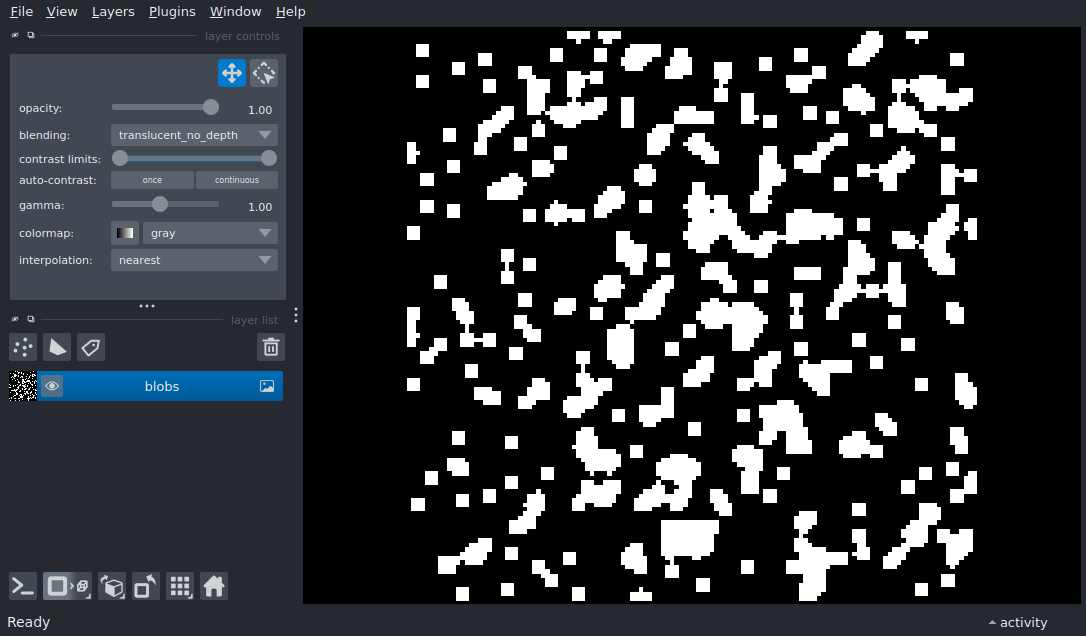 File View Layers Plugins Window Help
layer controls
opacity: 1.00
blending: translucent_no_depth
contrast limits:
auto-contrast: once continuous
gamma: 1.00
colormap: gray
interpolation: nearest
layer list
blobs
Ready activity